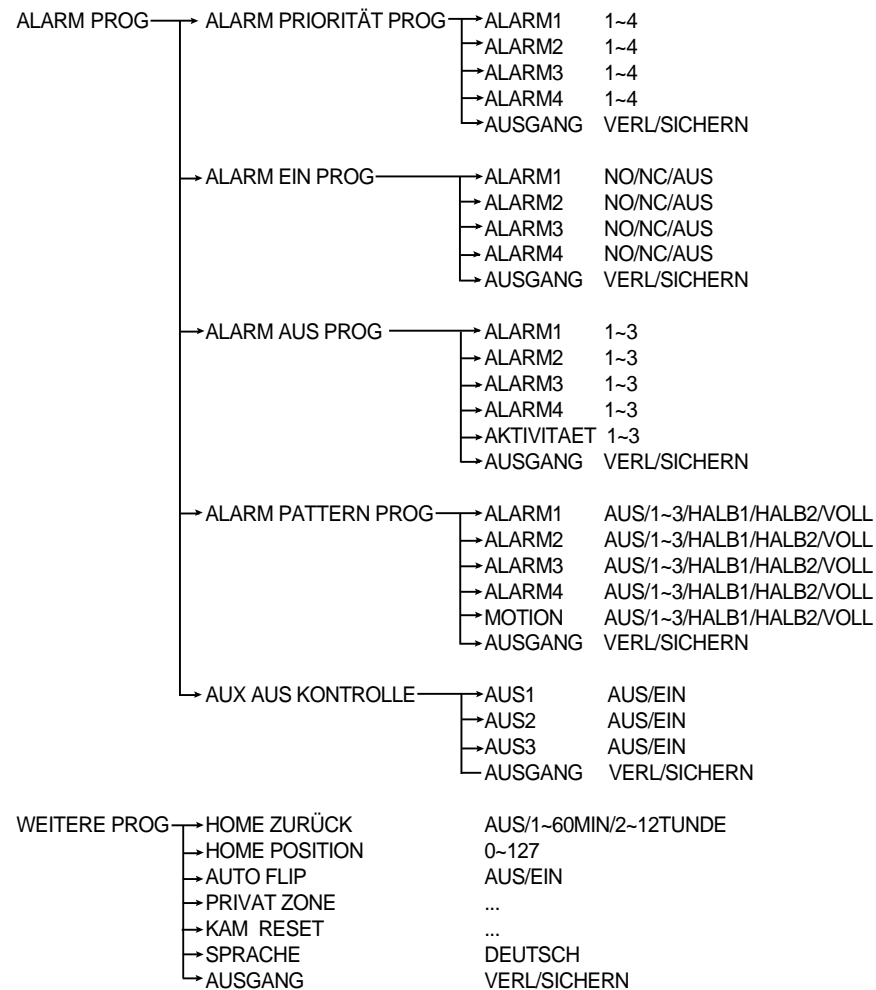 ALARM PROG ALARM PRIORITÄT PROG ALARM1 1~4
ALARM2 1~4
ALARM3 1~4
ALARM4 1~4
AUSGANG VERL/SICHERN
ALARM EIN PROG ALARM1 NO/NC/AUS
ALARM2 NO/NC/AUS
ALARM3 NO/NC/AUS
ALARM4 NO/NC/AUS
AUSGANG VERL/SICHERN
ALARM AUS PROG ALARM1 1~3
ALARM2 1~3
ALARM3 1~3
ALARM4 1~3
AKTIVITAET 1~3
AUSGANG VERL/SICHERN
ALARM PATTERN PROG ALARM1 AUS/1~3/HALB1/HALB2/VOLL
ALARM2 AUS/1~3/HALB1/HALB2/VOLL
ALARM3 AUS/1~3/HALB1/HALB2/VOLL
ALARM4 AUS/1~3/HALB1/HALB2/VOLL
MOTION AUS/1~3/HALB1/HALB2/VOLL
AUSGANG VERL/SICHERN
AUX AUS KONTROLLE AUS1 AUS/EIN
AUS2 AUS/EIN
AUS3 AUS/EIN
AUSGANG VERL/SICHERN
WEITERE PROG HOME ZURÜCK AUS/1~60MIN/2~12TUNDE
HOME POSITION 0~127
AUTO FLIP AUS/EIN
PRIVAT ZONE ...
KAM RESET ...
SPRACHE DEUTSCH
AUSGANG VERL/SICHERN